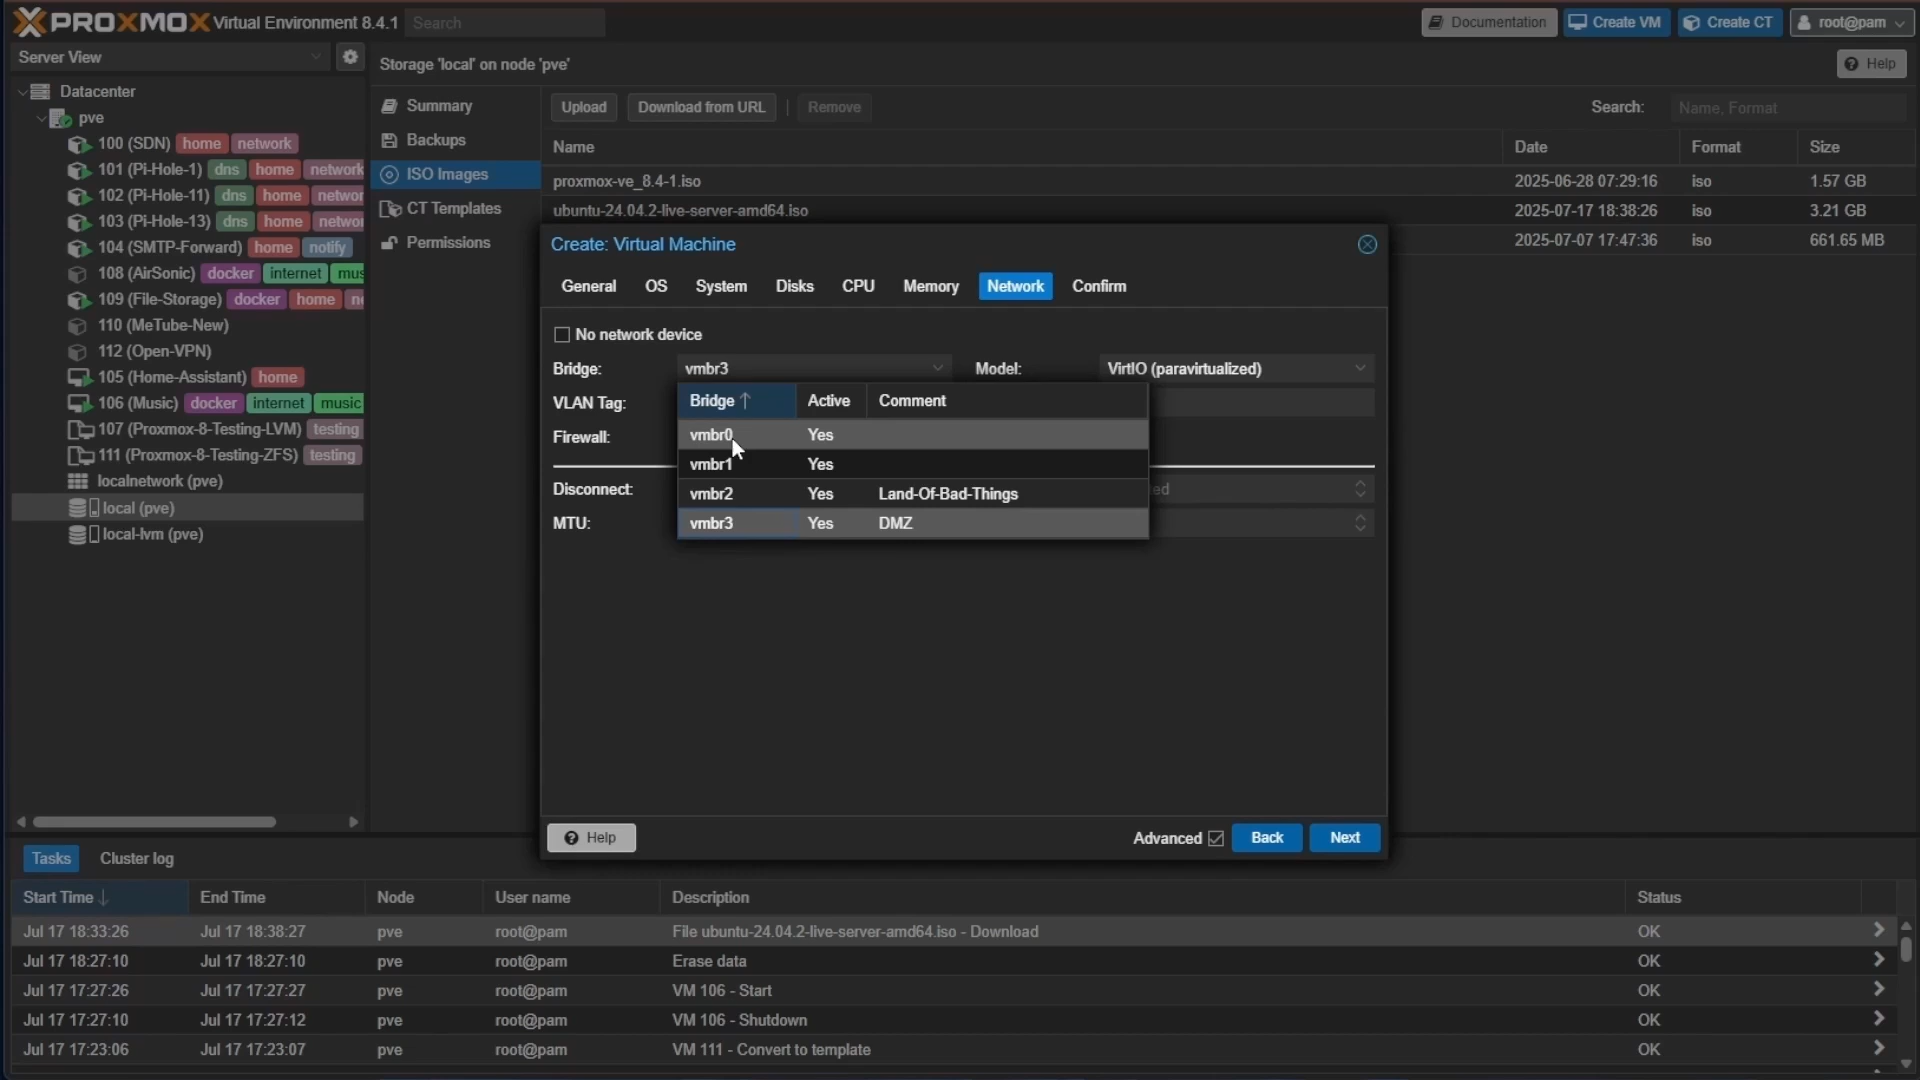 PROXMOX Virtual Environment 8.4.1 Search Documentation Create VM Create CT root@pam
Server View
Storage 'local' on node 'pve' Help
Datacenter
pve
100 (SDN) home network
101 (Pi-Hole-1) dns home network
102 (Pi-Hole-11) dns home networ
103 (Pi-Hole-13) dns home networ
104 (SMTP-Forward) home notify
108 (AirSonic) docker internet mus
109 (File-Storage) docker home
110 (MeTube-New)
112 (Open-VPN)
105 (Home-Assistant) home
106 (Music) docker internet music
107 (Proxmox-8-Testing-LVM) testing
111 (Proxmox-8-Testing-ZFS) testing
localnetwork (pve)
local (pve)
local-lvm (pve)
Summary
Backups
ISO Images
CT Templates
Permissions
Upload Download from URL Remove Search: Name, Format
Name Date Format Size
proxmox-ve_8.4-1.iso 2025-06-28 07:29:16 iso 1.57 GB
ubuntu-24.04.2-live-server-amd64.iso 2025-07-17 18:38:26 iso 3.21 GB
2025-07-07 17:47:36 iso 661.65 MB
Create: Virtual Machine
General OS System Disks CPU Memory Network Confirm
No network device
Bridge: vmbr3 Model: VirtIO (paravirtualized)
VLAN Tag:
Firewall:
Disconnect: ed
MTU:
Bridge Active Comment
vmbr0 Yes
vmbr1 Yes
vmbr2 Yes Land-Of-Bad-Things
vmbr3 Yes DMZ
Help Advanced Back Next
Tasks Cluster log
Start Time End Time Node User name Description Status
Jul 17 18:33:26 Jul 17 18:38:27 pve root@pam File ubuntu-24.04.2-live-server-amd64.iso - Download OK
Jul 17 18:27:10 Jul 17 18:27:10 pve root@pam Erase data OK
Jul 17 17:27:26 Jul 17 17:27:27 pve root@pam VM 106 - Start OK
Jul 17 17:27:10 Jul 17 17:27:12 pve root@pam VM 106 - Shutdown OK
Jul 17 17:23:06 Jul 17 17:23:07 pve root@pam VM 111 - Convert to template OK